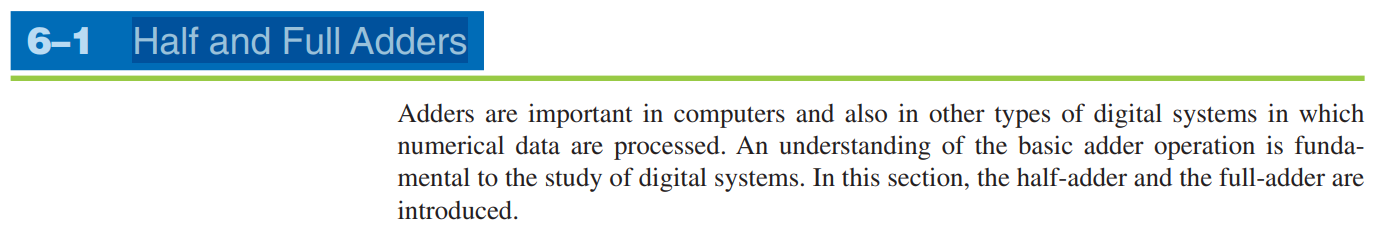 6–1 Half and Full Adders
Adders are important in computers and also in other types of digital systems in which
numerical data are processed. An understanding of the basic adder operation is funda-
mental to the study of digital systems. In this section, the half-adder and the full-adder are
introduced.